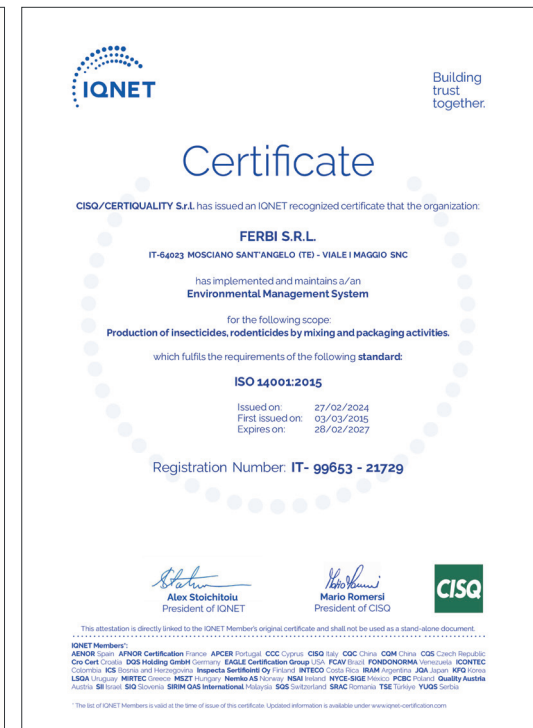 IQNET
Building
trust
together.
Certificate
CISQ/CERTIQUALITY S.r.l. has issued an IQNET recognized certificate that the organization:
FERBI S.R.L.
IT-64023 MOSCIANO SANT'ANGELO (TE) - VIALE I MAGGIO SNC
has implemented and maintains a/an
Environmental Management System
for the following scope:
Production of insecticides, rodenticides by mixing and packaging activities.
which fulfils the requirements of the following standard:
ISO 14001:2015
Issued on: 27/02/2024
First issued on: 03/03/2015
Expires on: 28/02/2027
Registration Number: IT- 99653 - 21729
Alex Stoichitoiu
President of IQNET
Mario Romersi
President of CISQ
CISQ
This attestation is directly linked to the IQNET Member's original certificate and shall not be used as a stand-alone document.
IQNET Members*:
AENOR Spain AFNOR Certification France APCER Portugal CCC Cyprus CISQ Italy CQC China CQM China CQS Czech Republic
Cro Cert Croatia DQS Holding GmbH Germany EAGLE Certification Group USA FCAV Brazil FONDONORMA Venezuela ICONTEC
Colombia ICS Bosnia and Herzegovina Inspecta Sertifiointi Oy Finland INTECO Costa Rica IRAM Argentina JQA Japan KFQ Korea
LSQA Uruguay MIRTEC Greece MSZT Hungary Nemko AS Norway NSAI Ireland NYCE-SIGE Mexico PCBC Poland Quality Austria
Austria SII Israel SIQ Slovenia SIRIM QAS International Malaysia SQS Switzerland SRAC Romania TSE Türkiye YUQS Serbia
* The list of IQNET Members is valid at the time of issue of this certificate. Updated information is available under www.iqnet-certification.com